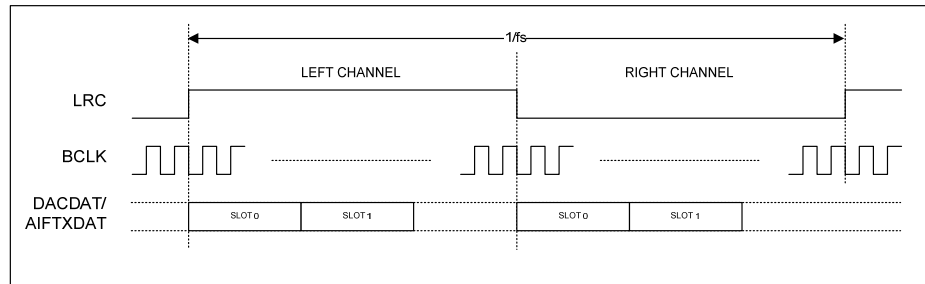 1/fs
LEFT CHANNEL RIGHT CHANNEL
LRC
BCLK
DACDAT/
AIFTXDAT
SLOT 0 SLOT 1 SLOT 0 SLOT 1